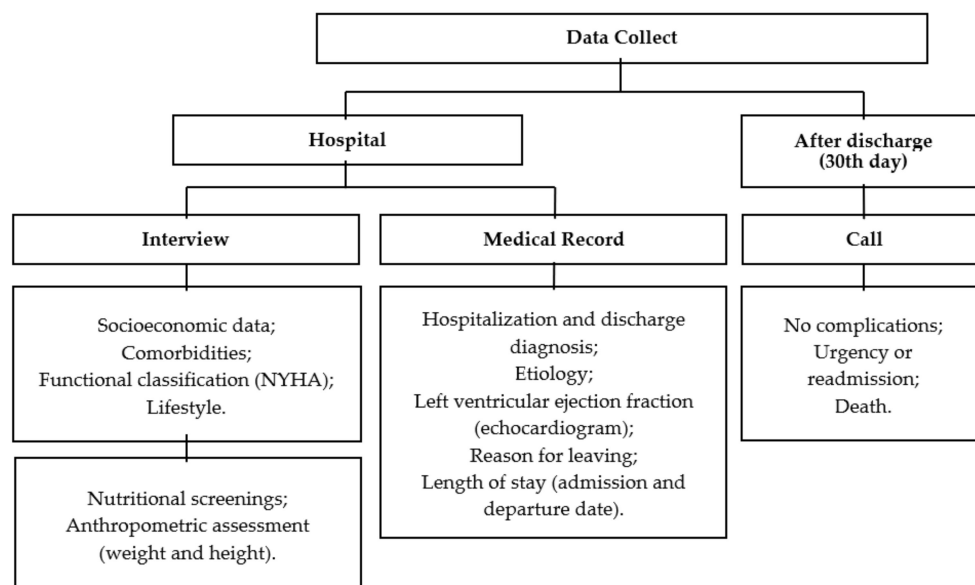 Data Collect
Hospital
After discharge
(30th day)
Interview
Medical Record
Call
Socioeconomic data;
Comorbidities;
Functional classification (NYHA);
Lifestyle.
Nutritional screenings;
Anthropometric assessment
(weight and height).
Hospitalization and discharge
diagnosis;
Etiology;
Left ventricular ejection fraction
(echocardiogram);
Reason for leaving;
Length of stay (admission and
departure date).
No complications;
Urgency or
readmission;
Death.